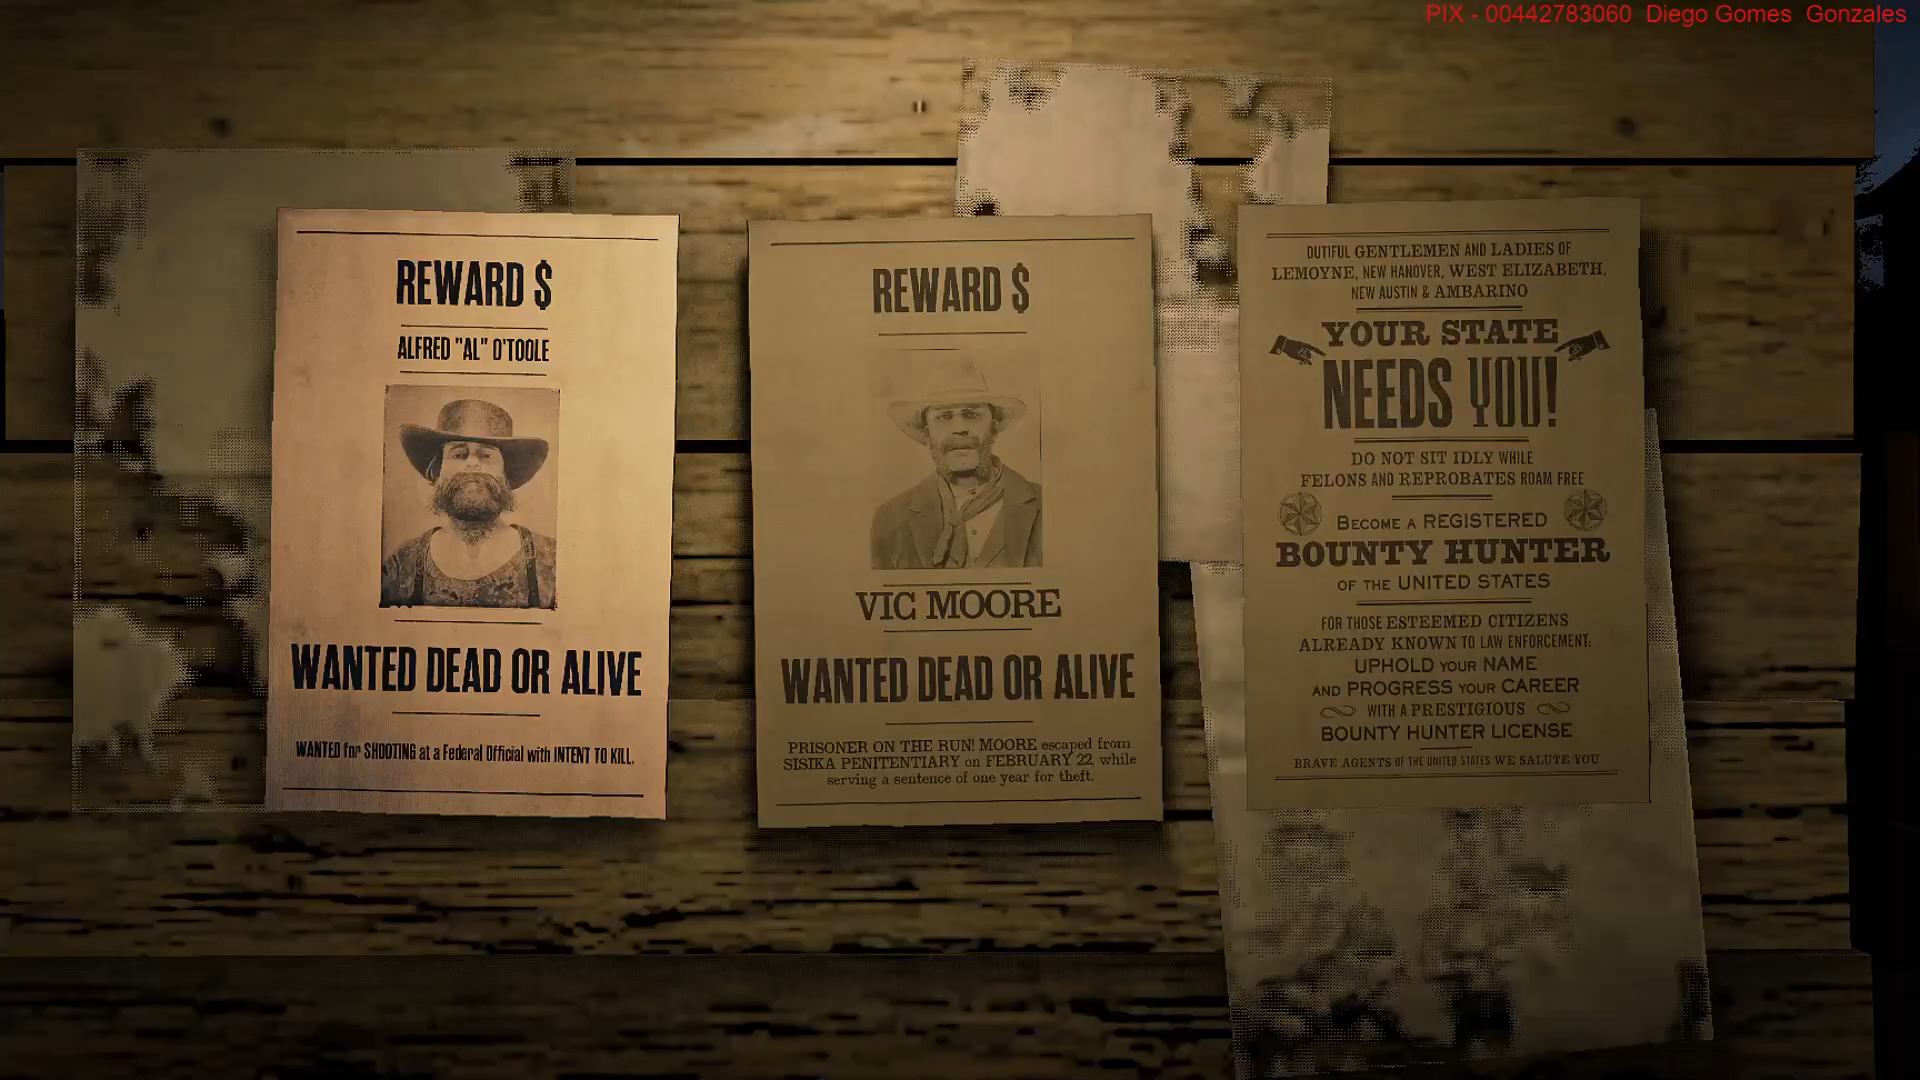 PIX - 00442783060 Diego Gomes Gonzales
REWARD $
ALFRED "AL" O'TOOLE
WANTED DEAD OR ALIVE
WANTED for SHOOTING at a Federal Official with INTENT TO KILL.
REWARD $
VIC MOORE
WANTED DEAD OR ALIVE
PRISONER ON THE RUN! MOORE escaped from
SISIKA PENITENTIARY on FEBRUARY 22, while
serving a sentence of one year for theft.
DUTIFUL GENTLEMEN AND LADIES OF
LEMOYNE, NEW HANOVER, WEST ELIZABETH,
NEW AUSTIN & AMBARINO
YOUR STATE
NEEDS YOU!
DO NOT SIT IDLY WHILE
FELONS AND REPROBATES ROAM FREE
BECOME A REGISTERED
BOUNTY HUNTER
OF THE UNITED STATES
FOR THOSE ESTEEMED CITIZENS
ALREADY KNOWN TO LAW ENFORCEMENT:
UPHOLD YOUR NAME
AND PROGRESS YOUR CAREER
WITH A PRESTIGIOUS
BOUNTY HUNTER LICENSE
BRAVE AGENTS OF THE UNITED STATES WE SALUTE YOU